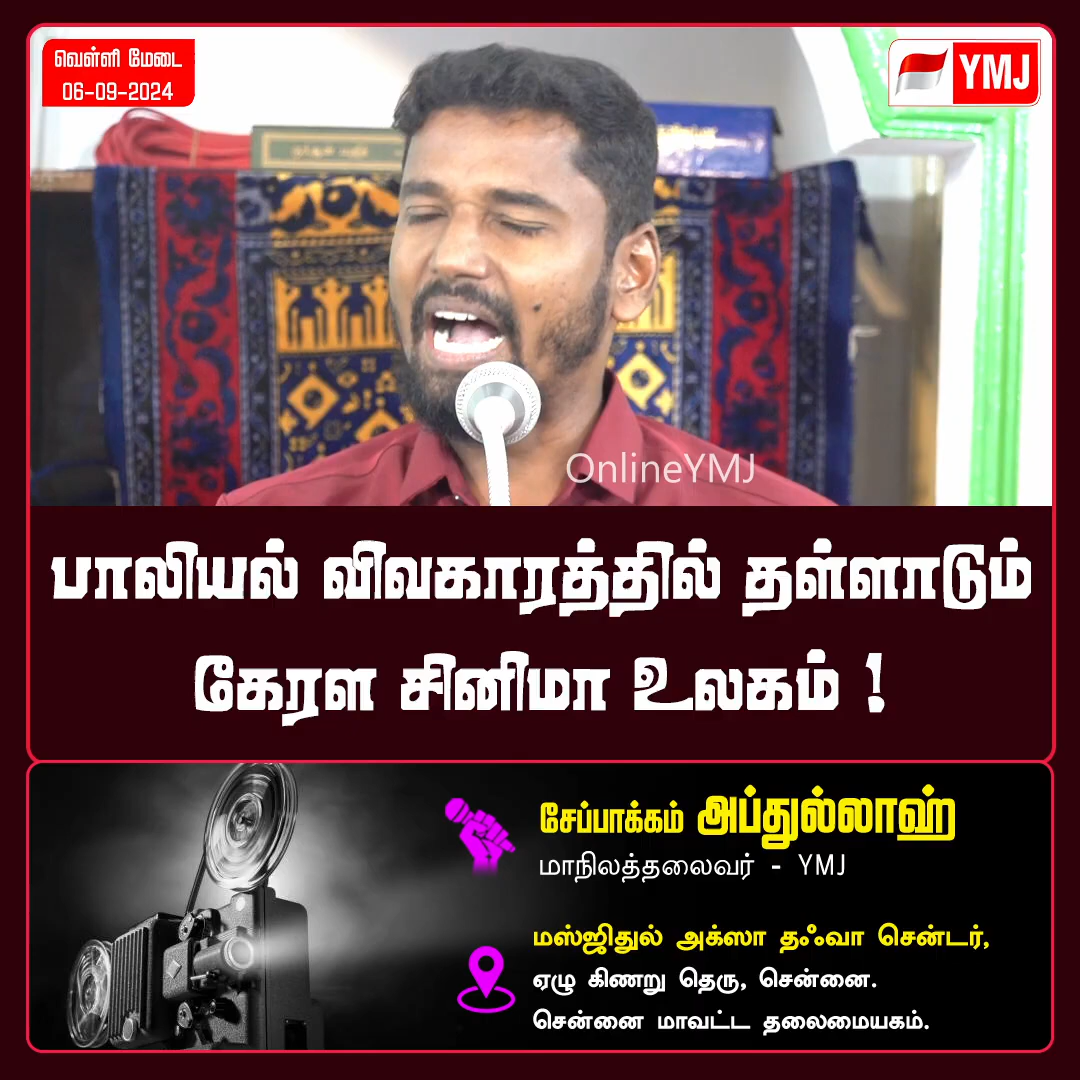 வெள்ளி மேடை
06-09-2024
YMJ
OnlineYMJ
பாலியல் விவகாரத்தில் தள்ளாடும்
கேரள சினிமா உலகம் !
சேப்பாக்கம் அப்துல்லாஹ்
மாநிலத்தலைவர் - YMJ
மஸ்ஜிதுல் அக்ஸா தஃவா சென்டர்,
ஏழு கிணறு தெரு, சென்னை.
சென்னை மாவட்ட தலைமையகம்.